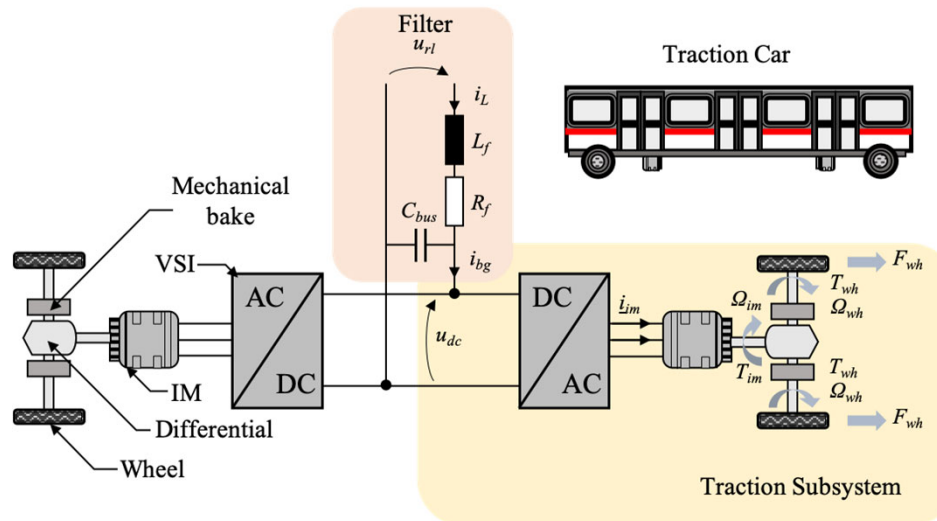 Filter
u_rl
Traction Car
i_L
L_f
Mechanical
bake
R_f
C_bus
VSI
i_bg
F_wh
AC
DC
T_wh
Ω_im
Ω_wh
i_im
u_dc
DC
AC
T_im
T_wh
Ω_wh
IM
Differential
F_wh
Wheel
Traction Subsystem